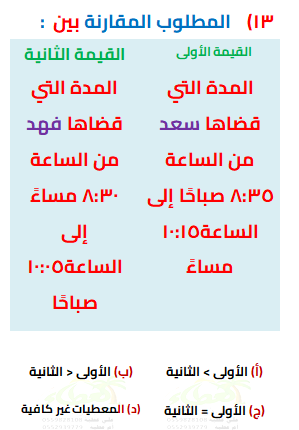 ١٣) المطلوب المقارنة بين :
القيمة الأولى
المدة التي
قضاها سعد
من الساعة
٨:٣٥ صباحًا إلى
الساعة١٠:١٥
مساءً
القيمة الثانية
المدة التي
قضاها فهد
من الساعة
٨:٣٠ مساءً
إلى
الساعة١٠:٠٥
صباحًا
(أ) الأولى > الثانية
(ب) الأولى < الثانية
(ج) الأولى = الثانية
(د) المعطيات غير كافية